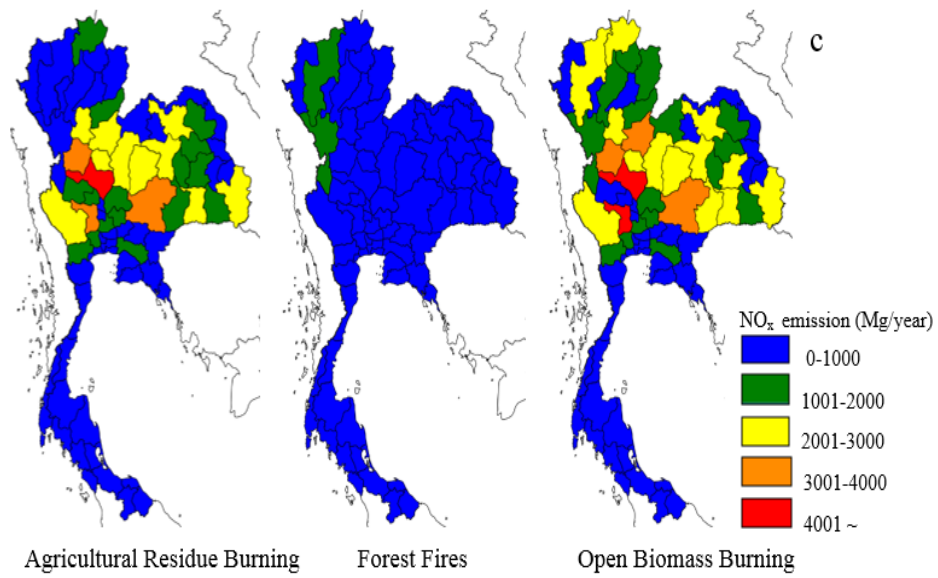 c
NOₓ emission (Mg/year)
0-1000
1001-2000
2001-3000
3001-4000
4001 ~
Agricultural Residue Burning
Forest Fires
Open Biomass Burning